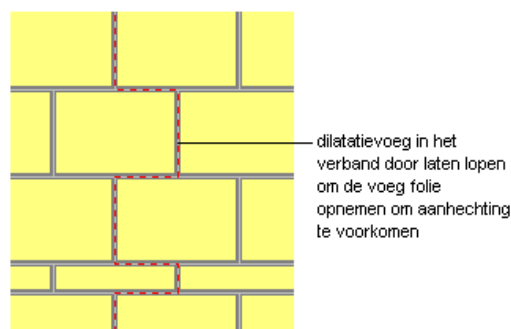 dilatatievoeg in het
verband door laten lopen
om de voeg folie
opnemen om aanhechting
te voorkomen